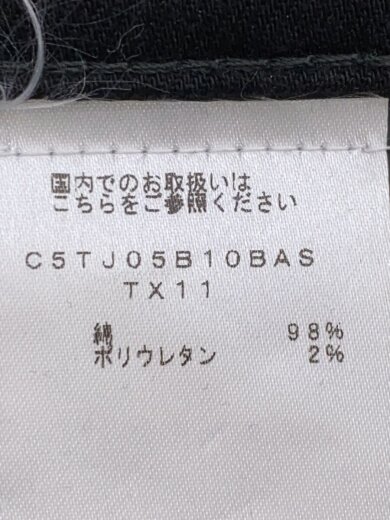 国内でのお取扱いは
こちらをご参照ください
C5TJ05B10BAS
TX11
綿 98%
ポリウレタン 2%